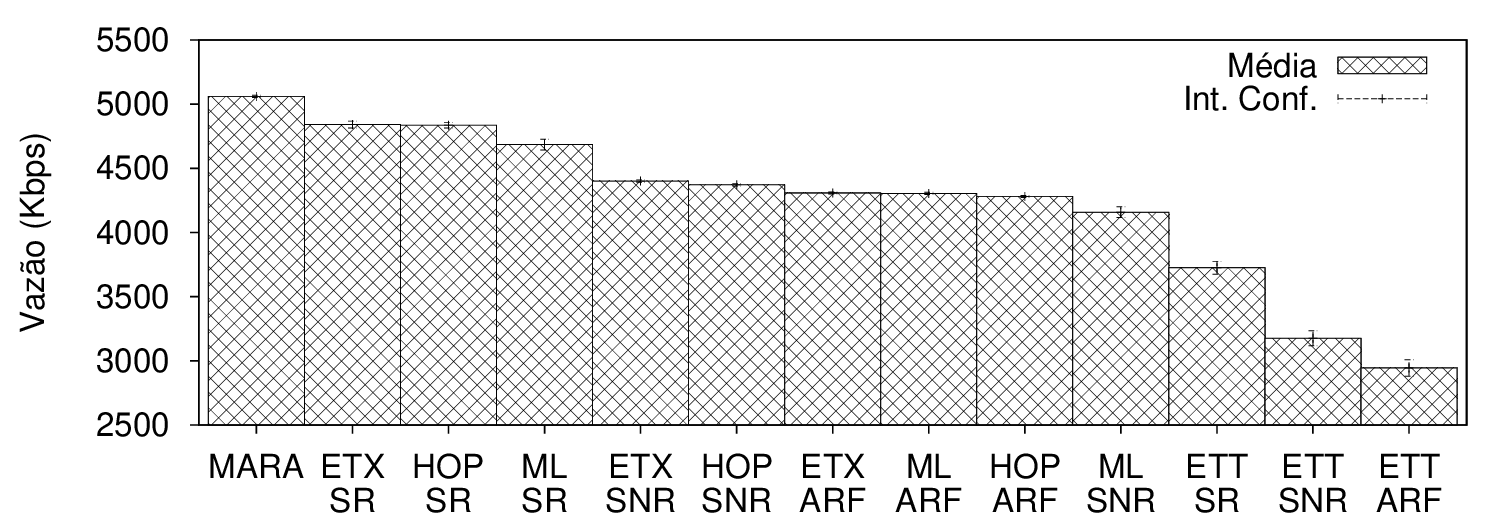 5500
5000
4500
4000
3500
3000
2500
Vazão (Kbps)
Média
Int. Conf.
MARA ETX HOP ML ETX HOP ETX ML HOP ML ETT ETT ETT
SR SR SR SNR SNR ARF ARF ARF SNR SR SNR ARF